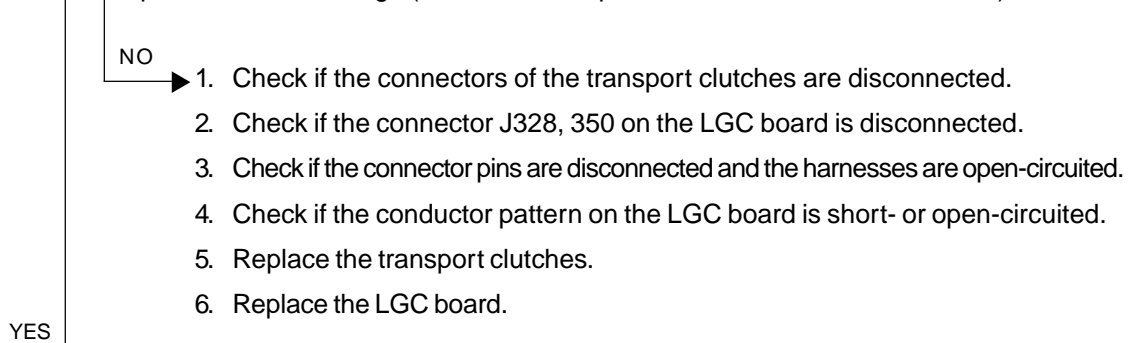 NO
1. Check if the connectors of the transport clutches are disconnected.
2. Check if the connector J328, 350 on the LGC board is disconnected.
3. Check if the connector pins are disconnected and the harnesses are open-circuited.
4. Check if the conductor pattern on the LGC board is short- or open-circuited.
5. Replace the transport clutches.
6. Replace the LGC board.
YES